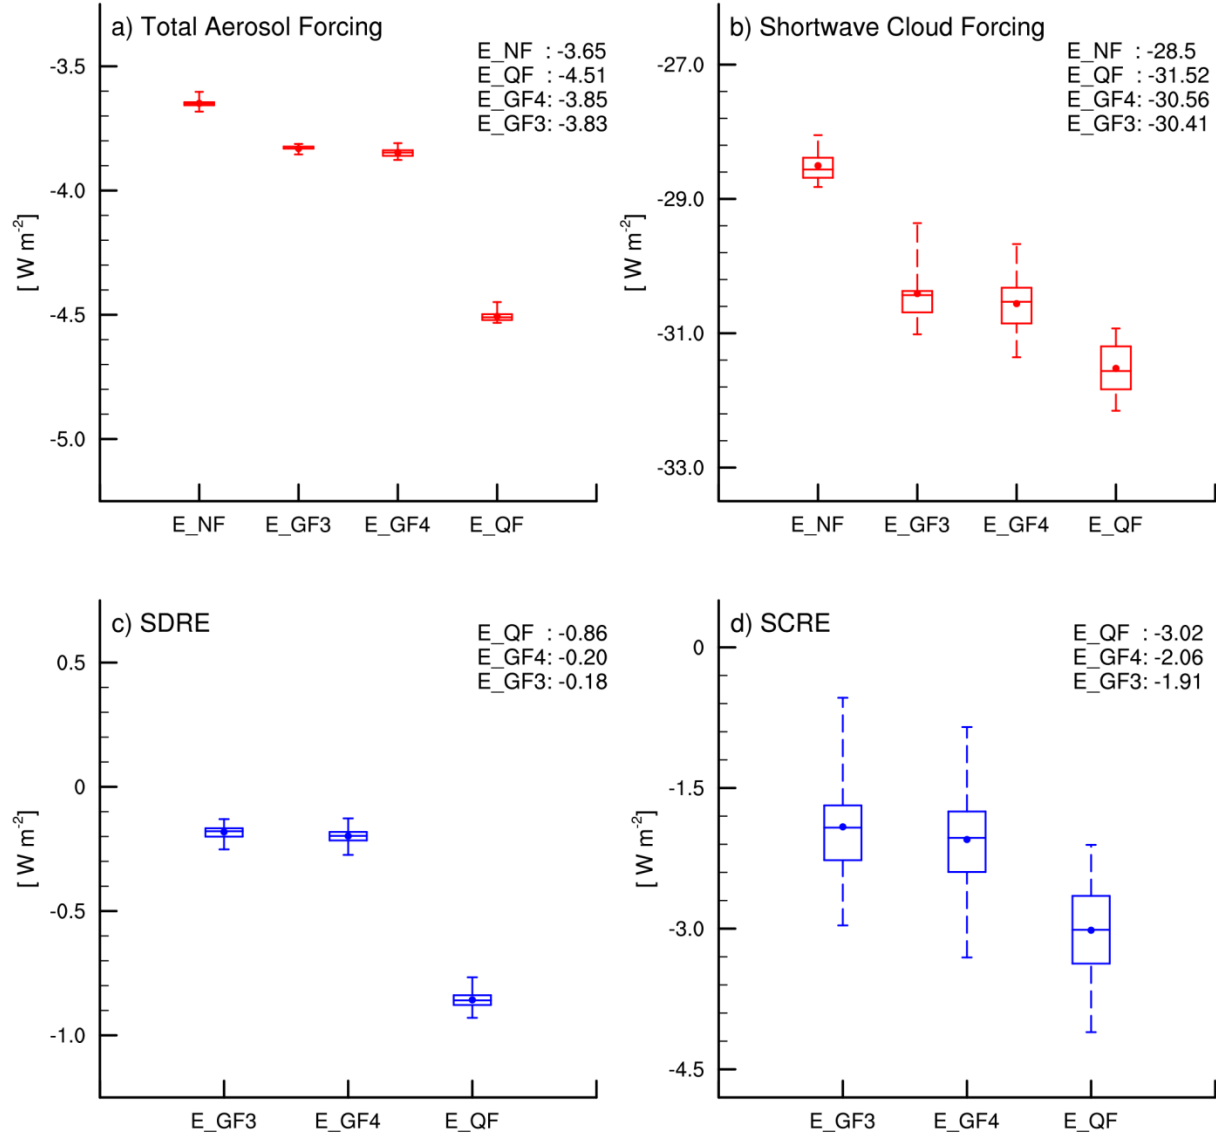 a) Total Aerosol Forcing
E_NF : -3.65
E_QF : -4.51
E_GF4: -3.85
E_GF3: -3.83
-3.5
-4.0
-4.5
-5.0
[ W m-2]
E_NF E_GF3 E_GF4 E_QF
b) Shortwave Cloud Forcing
E_NF : -28.5
E_QF : -31.52
E_GF4: -30.56
E_GF3: -30.41
-27.0
-29.0
-31.0
-33.0
[ W m-2]
E_NF E_GF3 E_GF4 E_QF
c) SDRE
E_QF : -0.86
E_GF4: -0.20
E_GF3: -0.18
0.5
0
-0.5
-1.0
[ W m-2]
E_GF3 E_GF4 E_QF
d) SCRE
E_QF : -3.02
E_GF4: -2.06
E_GF3: -1.91
0
-1.5
-3.0
-4.5
[ W m-2]
E_GF3 E_GF4 E_QF